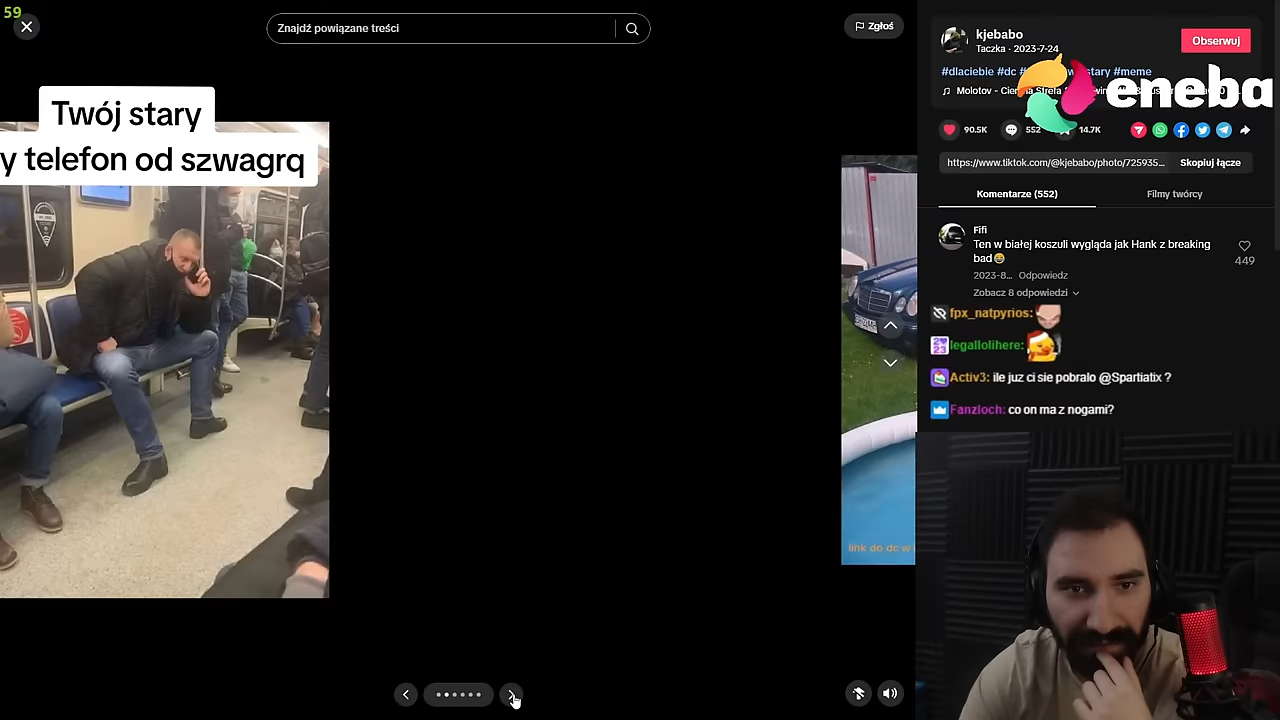 59
Znajdź powiązane treści
Zgłoś
Twój stary
y telefon od szwagrq
link do dc w
kjebabo
Taczka · 2023-7-24
Obserwuj
#dlaciebie #dc #stary #meme
Molotov - Strefa
eneba
90.5K
552
14.7K
https://www.tiktok.com/@kjebabo/photo/725935...
Skopiuj łącze
Komentarze (552)
Filmy twórcy
Fifi
Ten w białej koszuli wygląda jak Hank z breaking
bad
449
2023-8... Odpowiedz
Zobacz 8 odpowiedzi
fpx_natpyrios:
legallolihere:
Activ3: ile juz ci sie pobralo @Spartiatix ?
Fanzloch: co on ma z nogami?